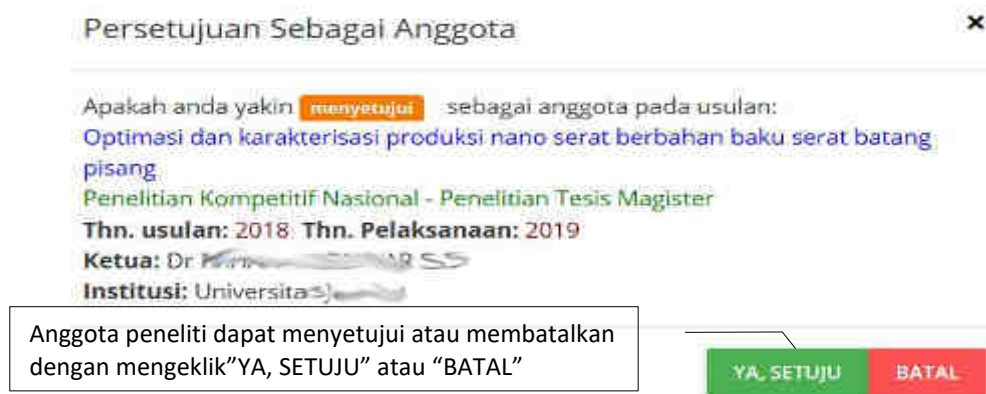 Persetujuan Sebagai Anggota
Apakah anda yakin menyetujui sebagai anggota pada usulan:
Optimasi dan karakterisasi produksi nano serat berbahan baku serat batang
pisang
Penelitian Kompetitif Nasional - Penelitian Tesis Magister
Thn. usulan: 2018 Thn. Pelaksanaan: 2019
Ketua: Dr
Institusi: Universitas
Anggota peneliti dapat menyetujui atau membatalkan
dengan mengeklik”YA, SETUJU” atau “BATAL”
YA, SETUJU BATAL